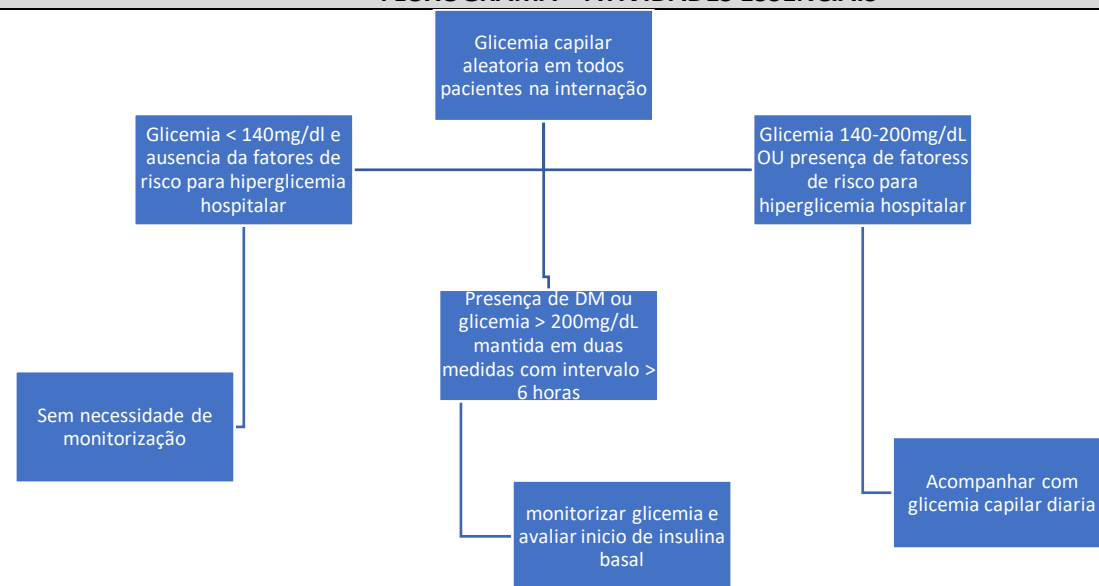 Glicemia capilar
aleatoria em todos
pacientes na internação
Glicemia < 140mg/dl e
ausencia da fatores de
risco para hiperglicemia
hospitalar
Glicemia 140-200mg/dL
OU presença de fatoress
de risco para
hiperglicemia hospitalar
Presença de DM ou
glicemia > 200mg/dL
mantida em duas
medidas com intervalo >
6 horas
Sem necessidade de
monitorização
monitorizar glicemia e
avaliar inicio de insulina
basal
Acompanhar com
glicemia capilar diaria